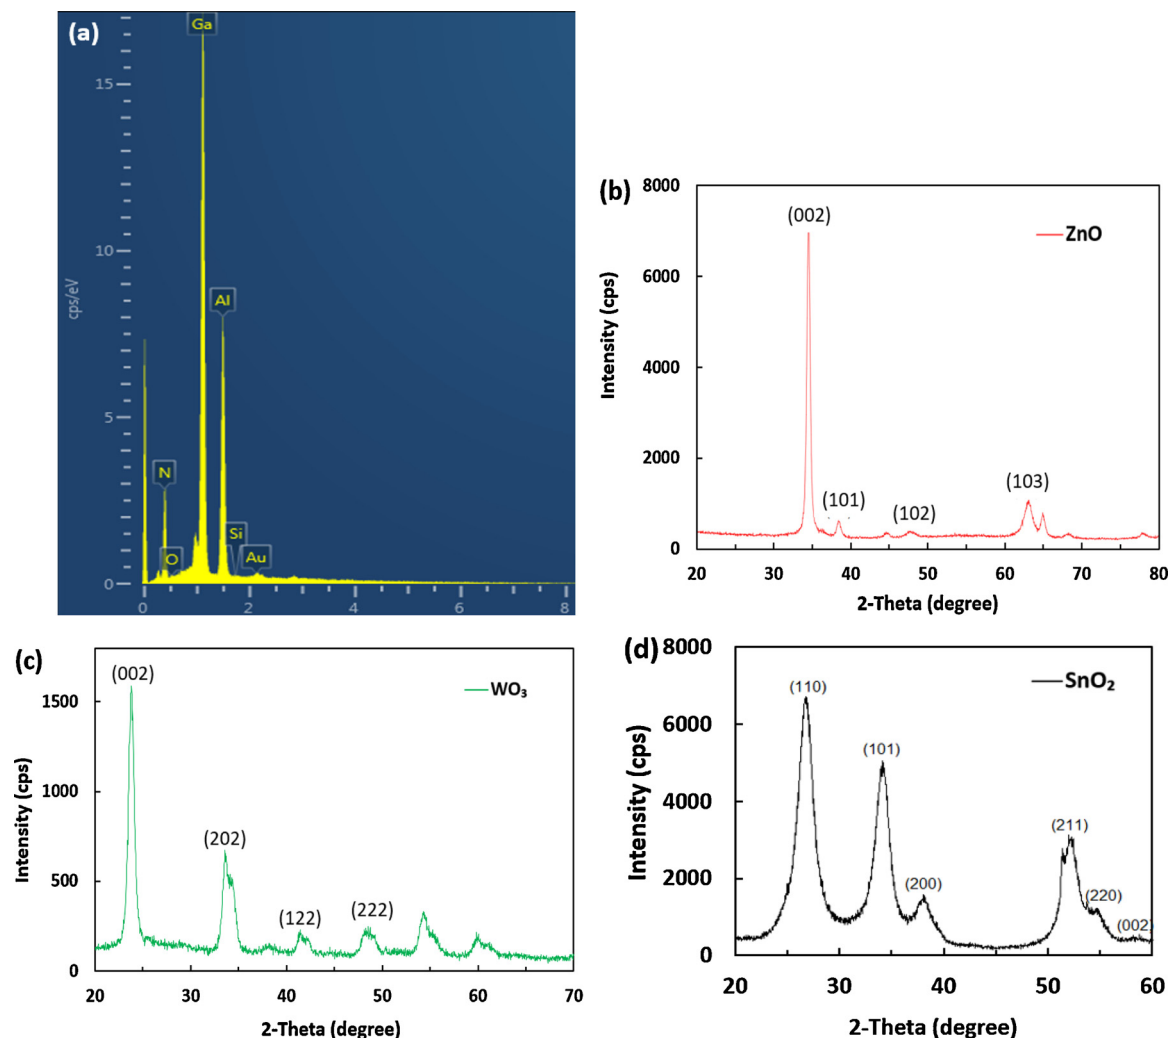 (a)
Ga
15
10
cps/eV
Al
5
N
Si
O
Au
0
0
2
4
6
8
(b)
8000
(002)
ZnO
6000
Intensity (cps)
4000
2000
(103)
(101)
(102)
0
20 30 40 50 60 70 80
2-Theta (degree)
(c)
(002)
WO₃
1500
Intensity (cps)
1000
(202)
500
(122)
(222)
0
20 30 40 50 60 70
2-Theta (degree)
(d)
8000
(110)
SnO₂
6000
(101)
Intensity (cps)
4000
(211)
2000
(200)
(220)
(002)
0
20 30 40 50 60
2-Theta (degree)